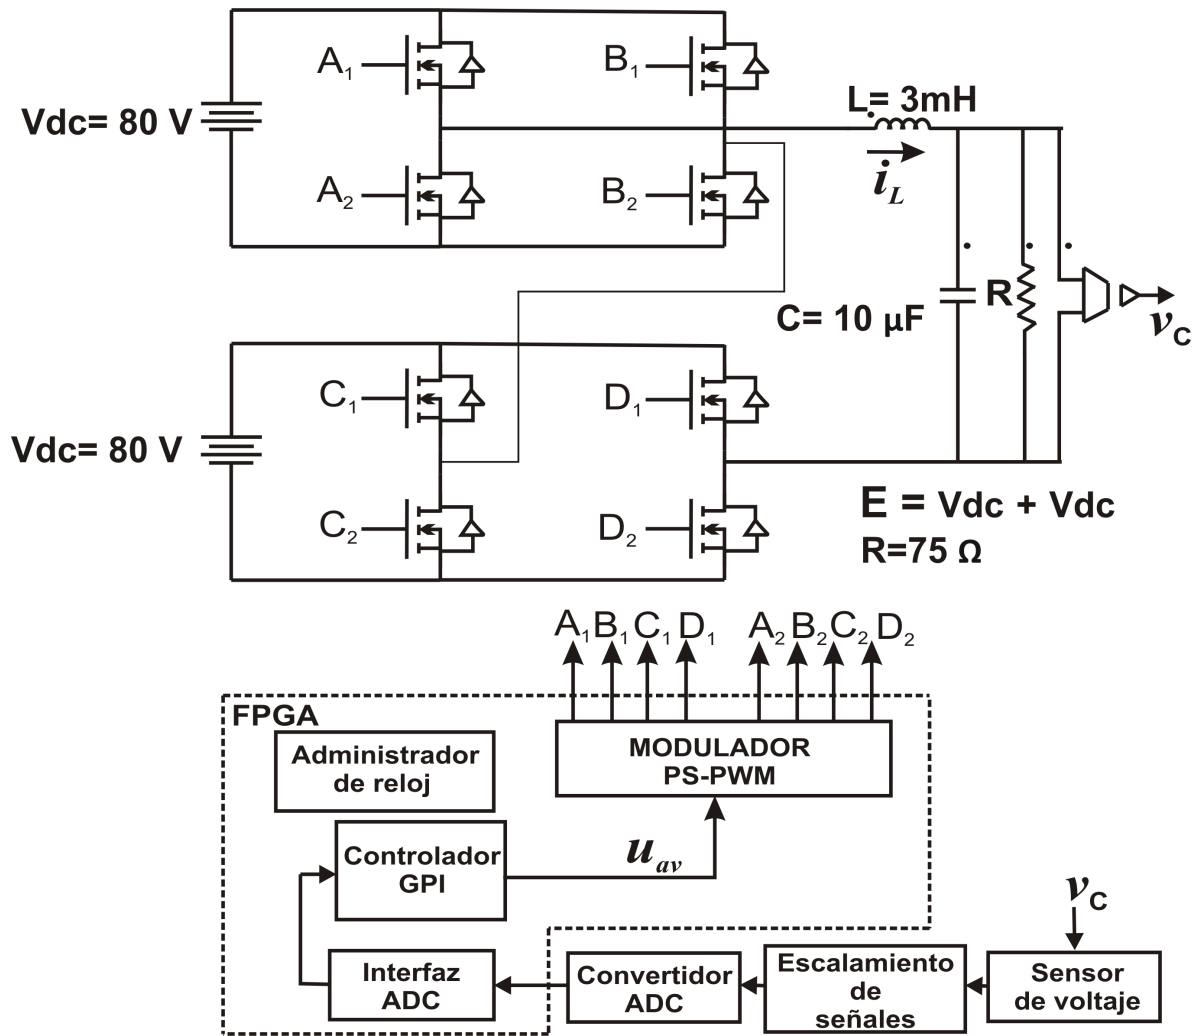 A1
B1
L= 3mH
Vdc= 80 V
iL
A2
B2
C= 10 µF
R
vC
C1
D1
Vdc= 80 V
C2
D2
E = Vdc + Vdc
R=75 Ω
A1 B1 C1 D1 A2 B2 C2 D2
FPGA
MODULADOR
PS-PWM
Administrador
de reloj
Controlador
GPI
uav
vC
Interfaz
ADC
Convertidor
ADC
Escalamiento
de
señales
Sensor
de voltaje